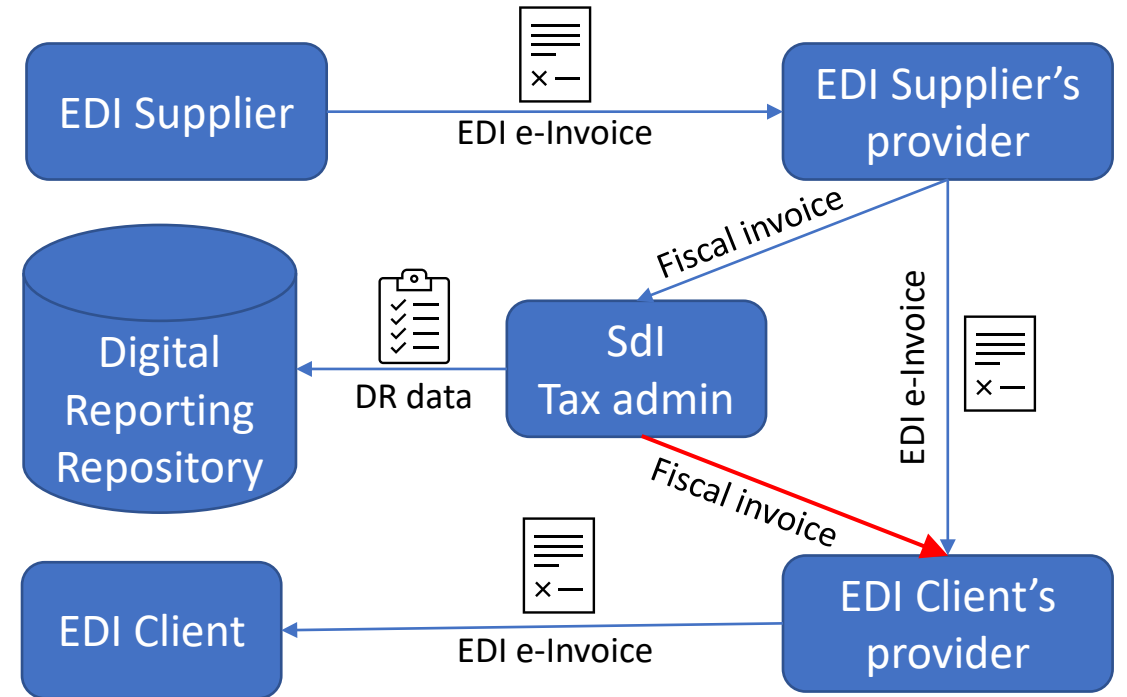 EDI Supplier
EDI e-Invoice
EDI Supplier’s
provider
Fiscal invoice
EDI e-Invoice
Digital
Reporting
Repository
DR data
SdI
Tax admin
Fiscal invoice
EDI Client
EDI e-Invoice
EDI Client’s
provider